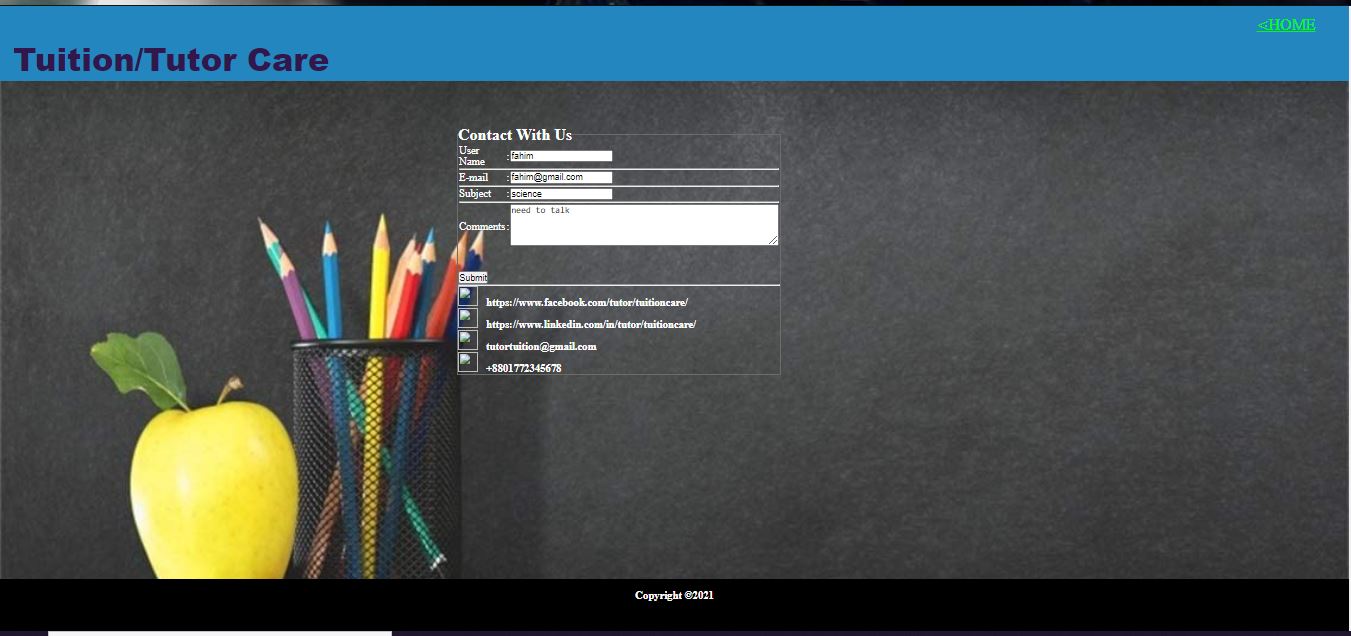 <HOME
Tuition/Tutor Care
Contact With Us
User
Name :fahim
E-mail :fahim@gmail.com
Subject :science
Comments: need to talk
Submit
https://www.facebook.com/tutor/tuitioncare/
https://www.linkedin.com/in/tutor/tuitioncare/
tutortuition@gmail.com
+8801772345678
Copyright ©2021